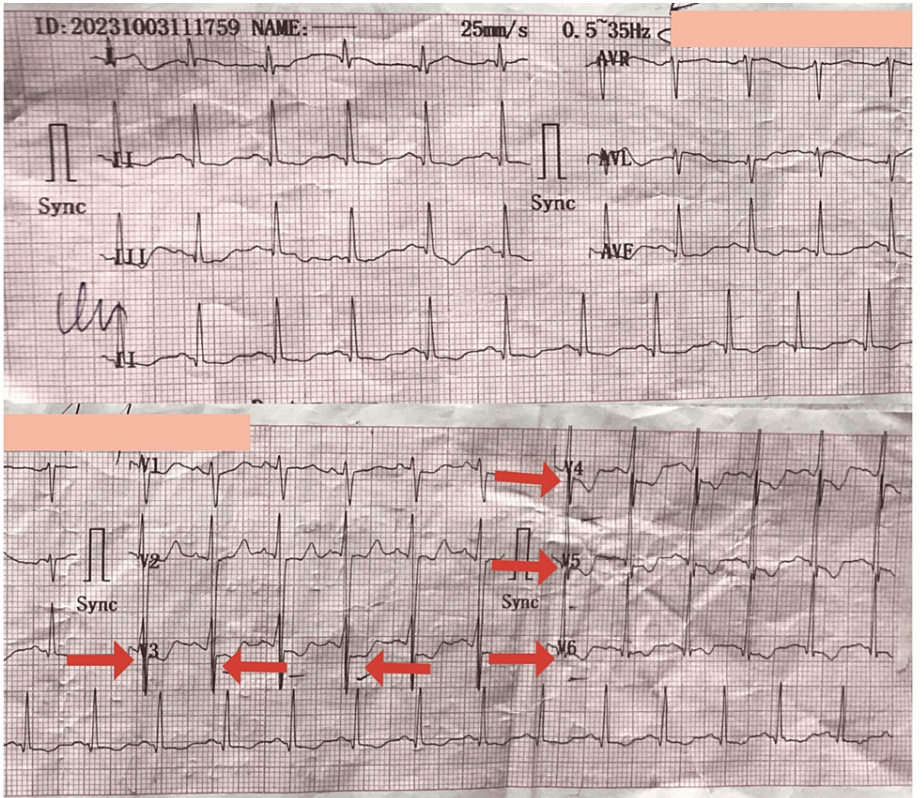 ID:20231003111759 NAME: 25mm/s 0.5~35Hz
I AVR
II AVL
Sync Sync
III AVF
II
V1 V4
V2 V5
Sync Sync
V3 V6